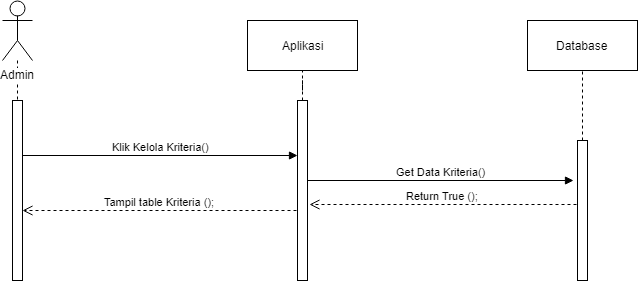 Aplikasi
Database
Admin
Klik Kelola Kriteria()
Get Data Kriteria()
Return True ();
Tampil table Kriteria ();